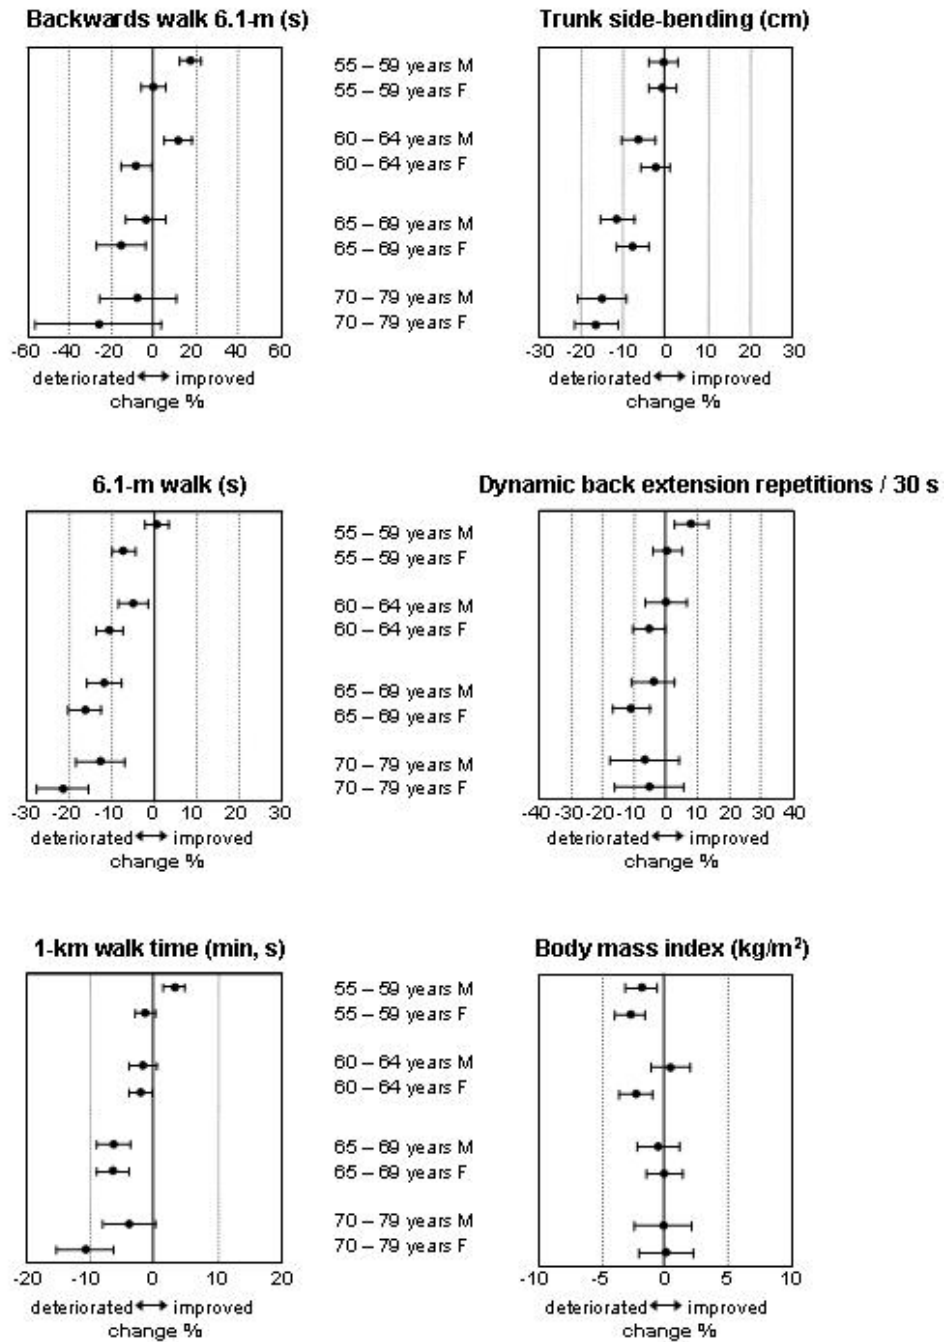 Backwards walk 6.1-m (s)
Trunk side-bending (cm)
55 – 59 years M
55 – 59 years F
60 – 64 years M
60 – 64 years F
65 – 69 years M
65 – 69 years F
70 – 79 years M
70 – 79 years F
-60 -40 -20 0 20 40 60
-30 -20 -10 0 10 20 30
deteriorated ↔ improved
deteriorated ↔ improved
change %
change %
6.1-m walk (s)
Dynamic back extension repetitions / 30 s
55 – 59 years M
55 – 59 years F
60 – 64 years M
60 – 64 years F
65 – 69 years M
65 – 69 years F
70 – 79 years M
70 – 79 years F
-30 -20 -10 0 10 20 30
-40 -30 -20 -10 0 10 20 30 40
deteriorated ↔ improved
deteriorated ↔ improved
change %
change %
1-km walk time (min, s)
Body mass index (kg/m²)
55 – 59 years M
55 – 59 years F
60 – 64 years M
60 – 64 years F
65 – 69 years M
65 – 69 years F
70 – 79 years M
70 – 79 years F
-20 -10 0 10 20
-10 -5 0 5 10
deteriorated ↔ improved
deteriorated ↔ improved
change %
change %